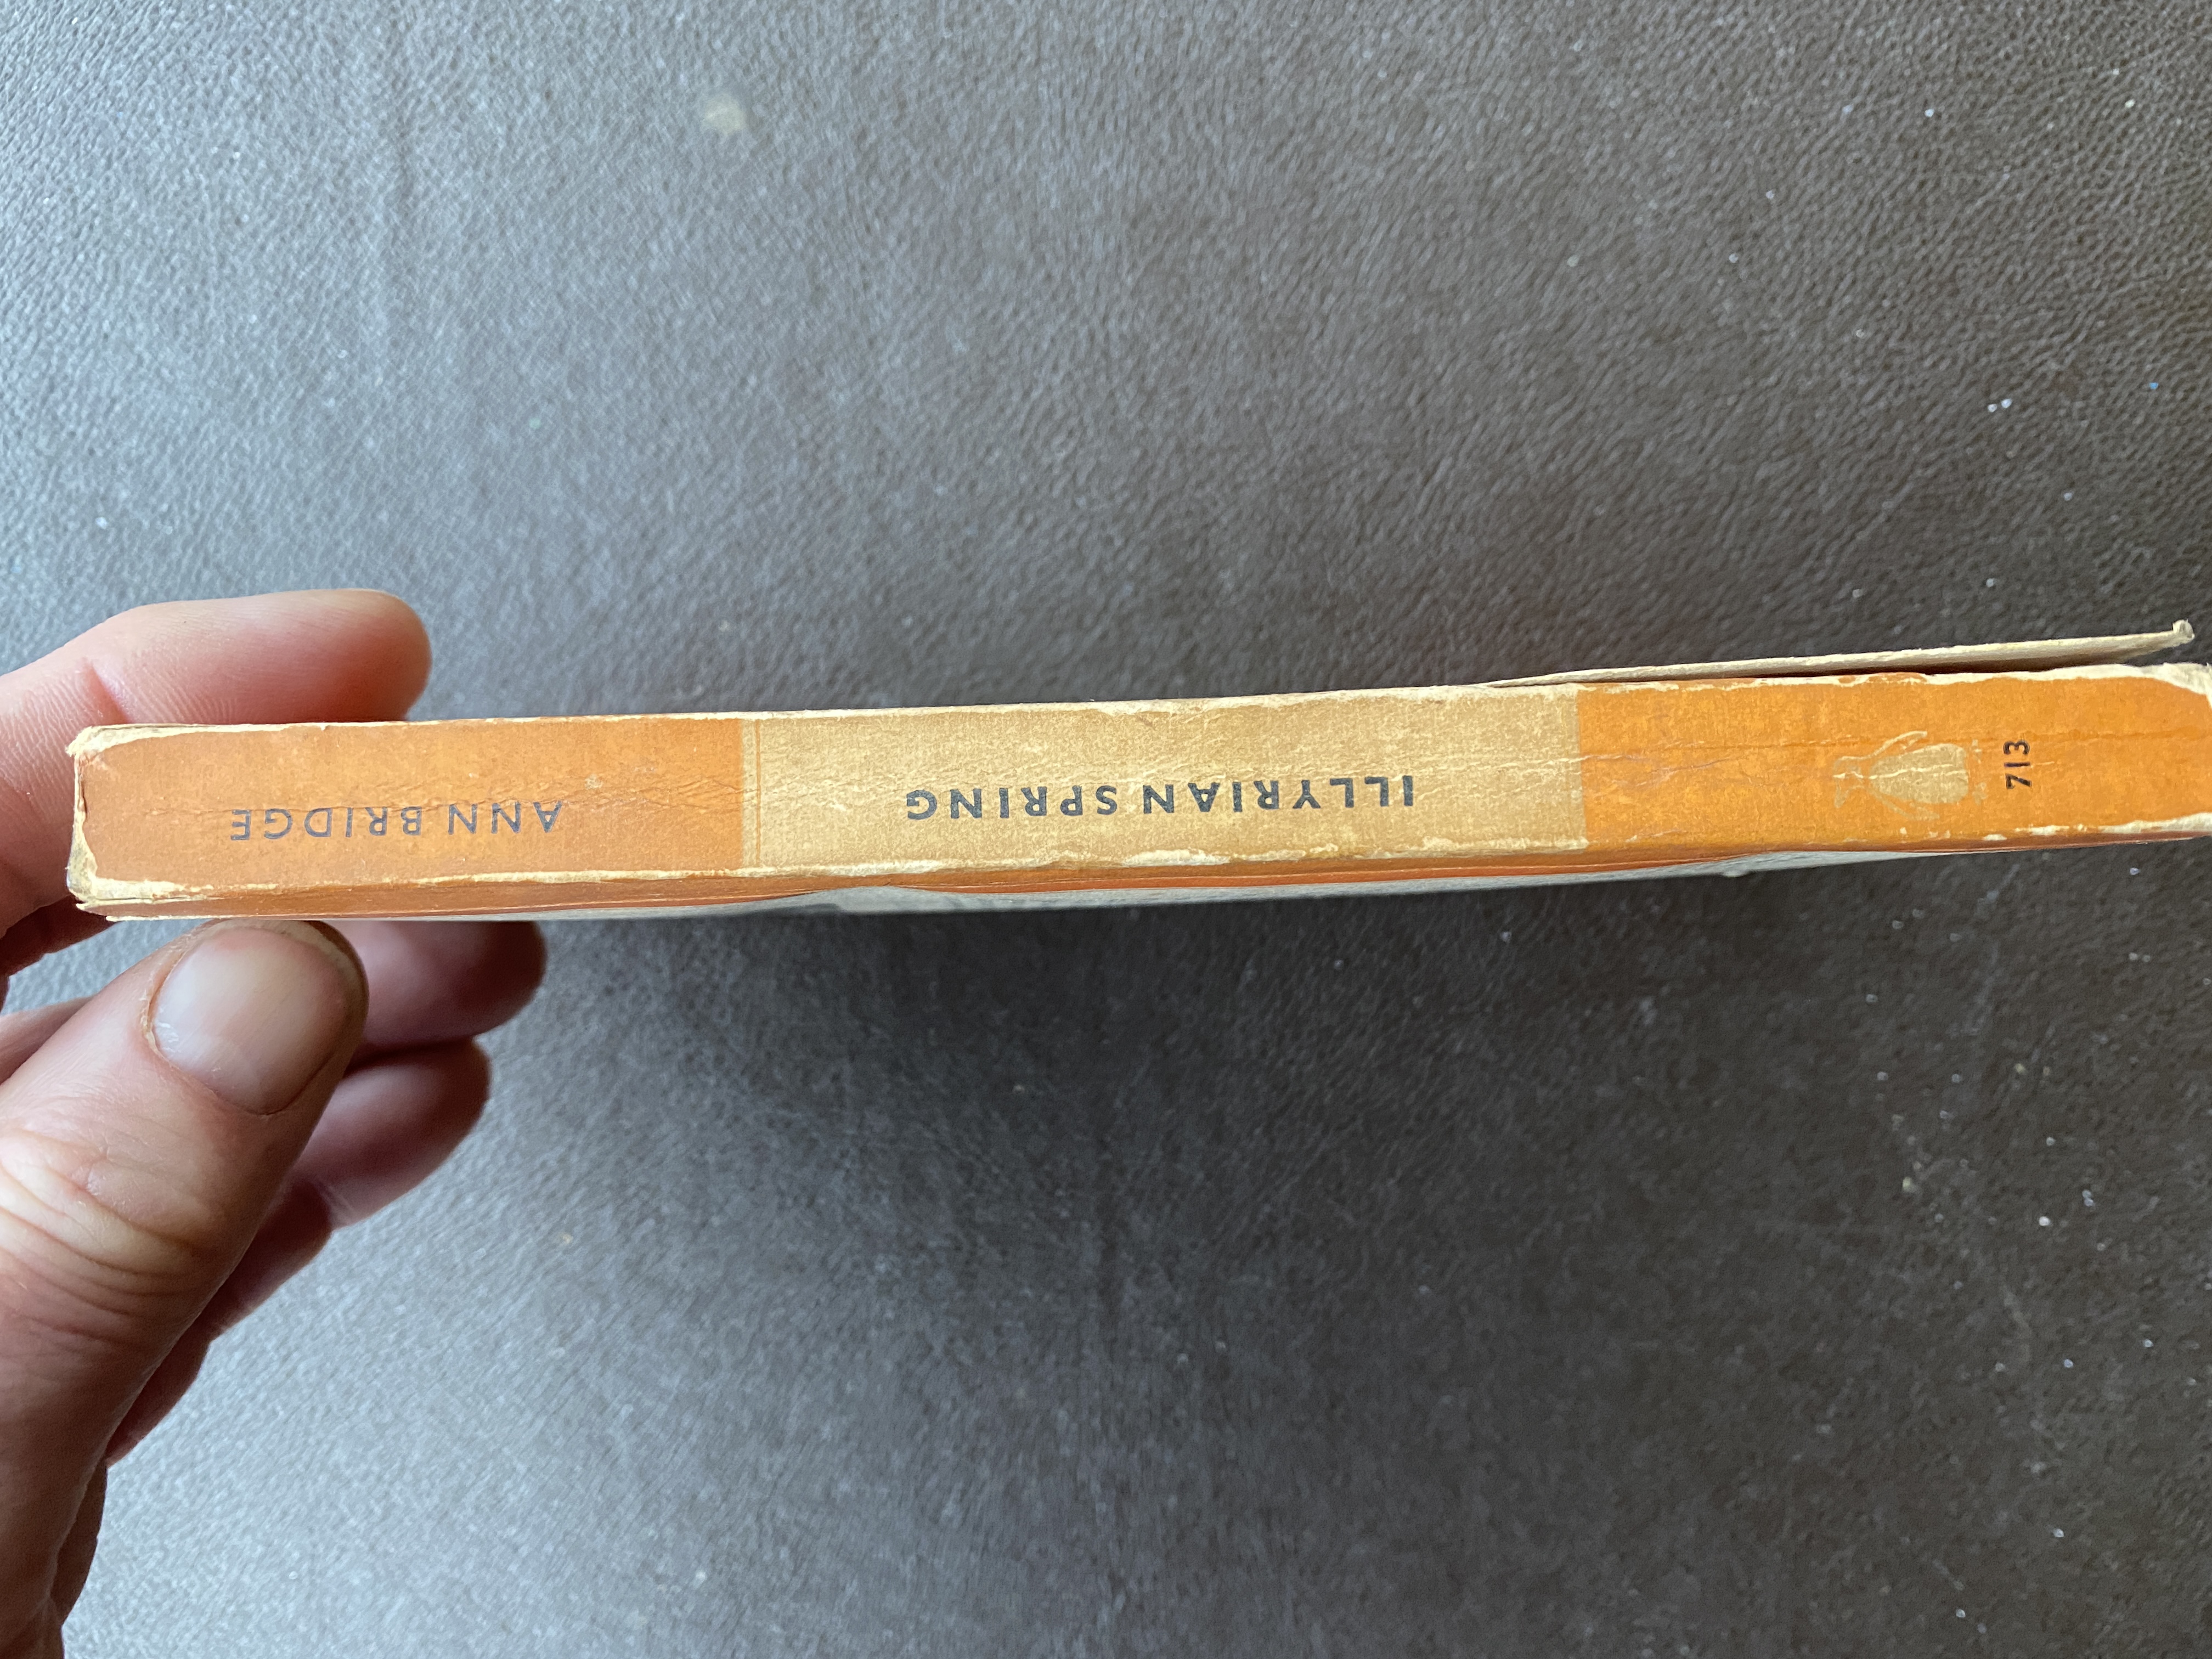 ANN BRIDGE
ILLYRIAN SPRING
713